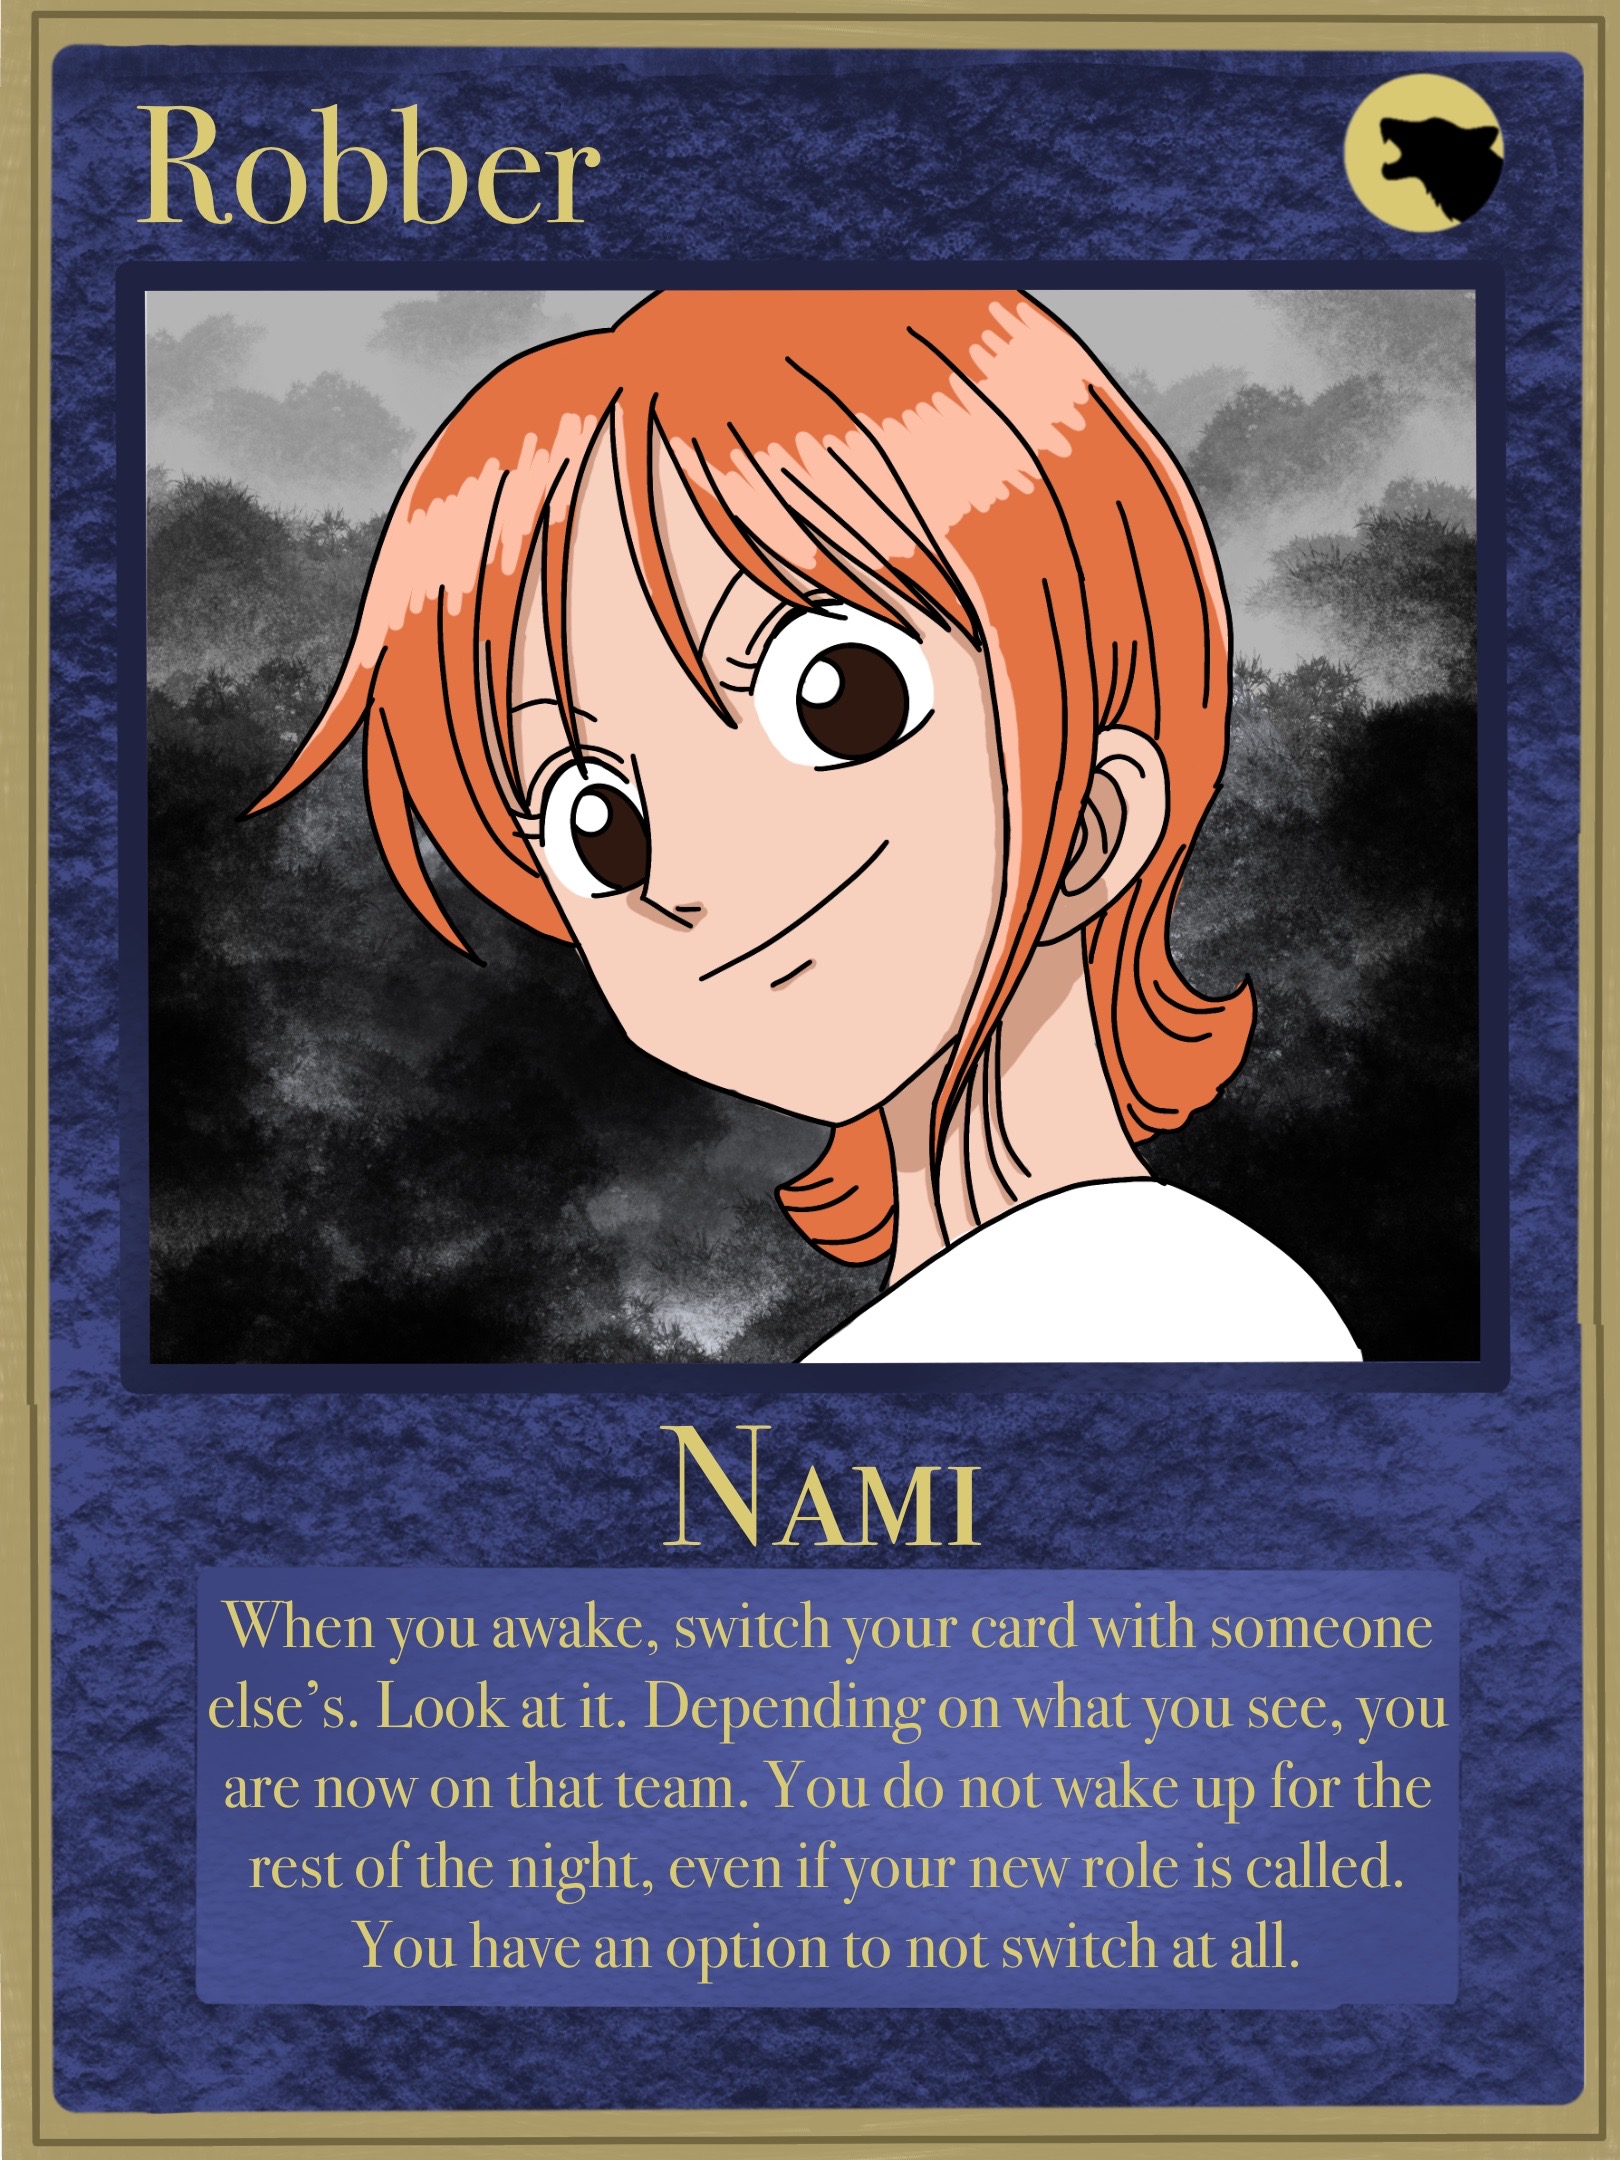 Robber
Nami
When you awake, switch your card with someone
else’s. Look at it. Depending on what you see, you
are now on that team. You do not wake up for the
rest of the night, even if your new role is called.
You have an option to not switch at all.